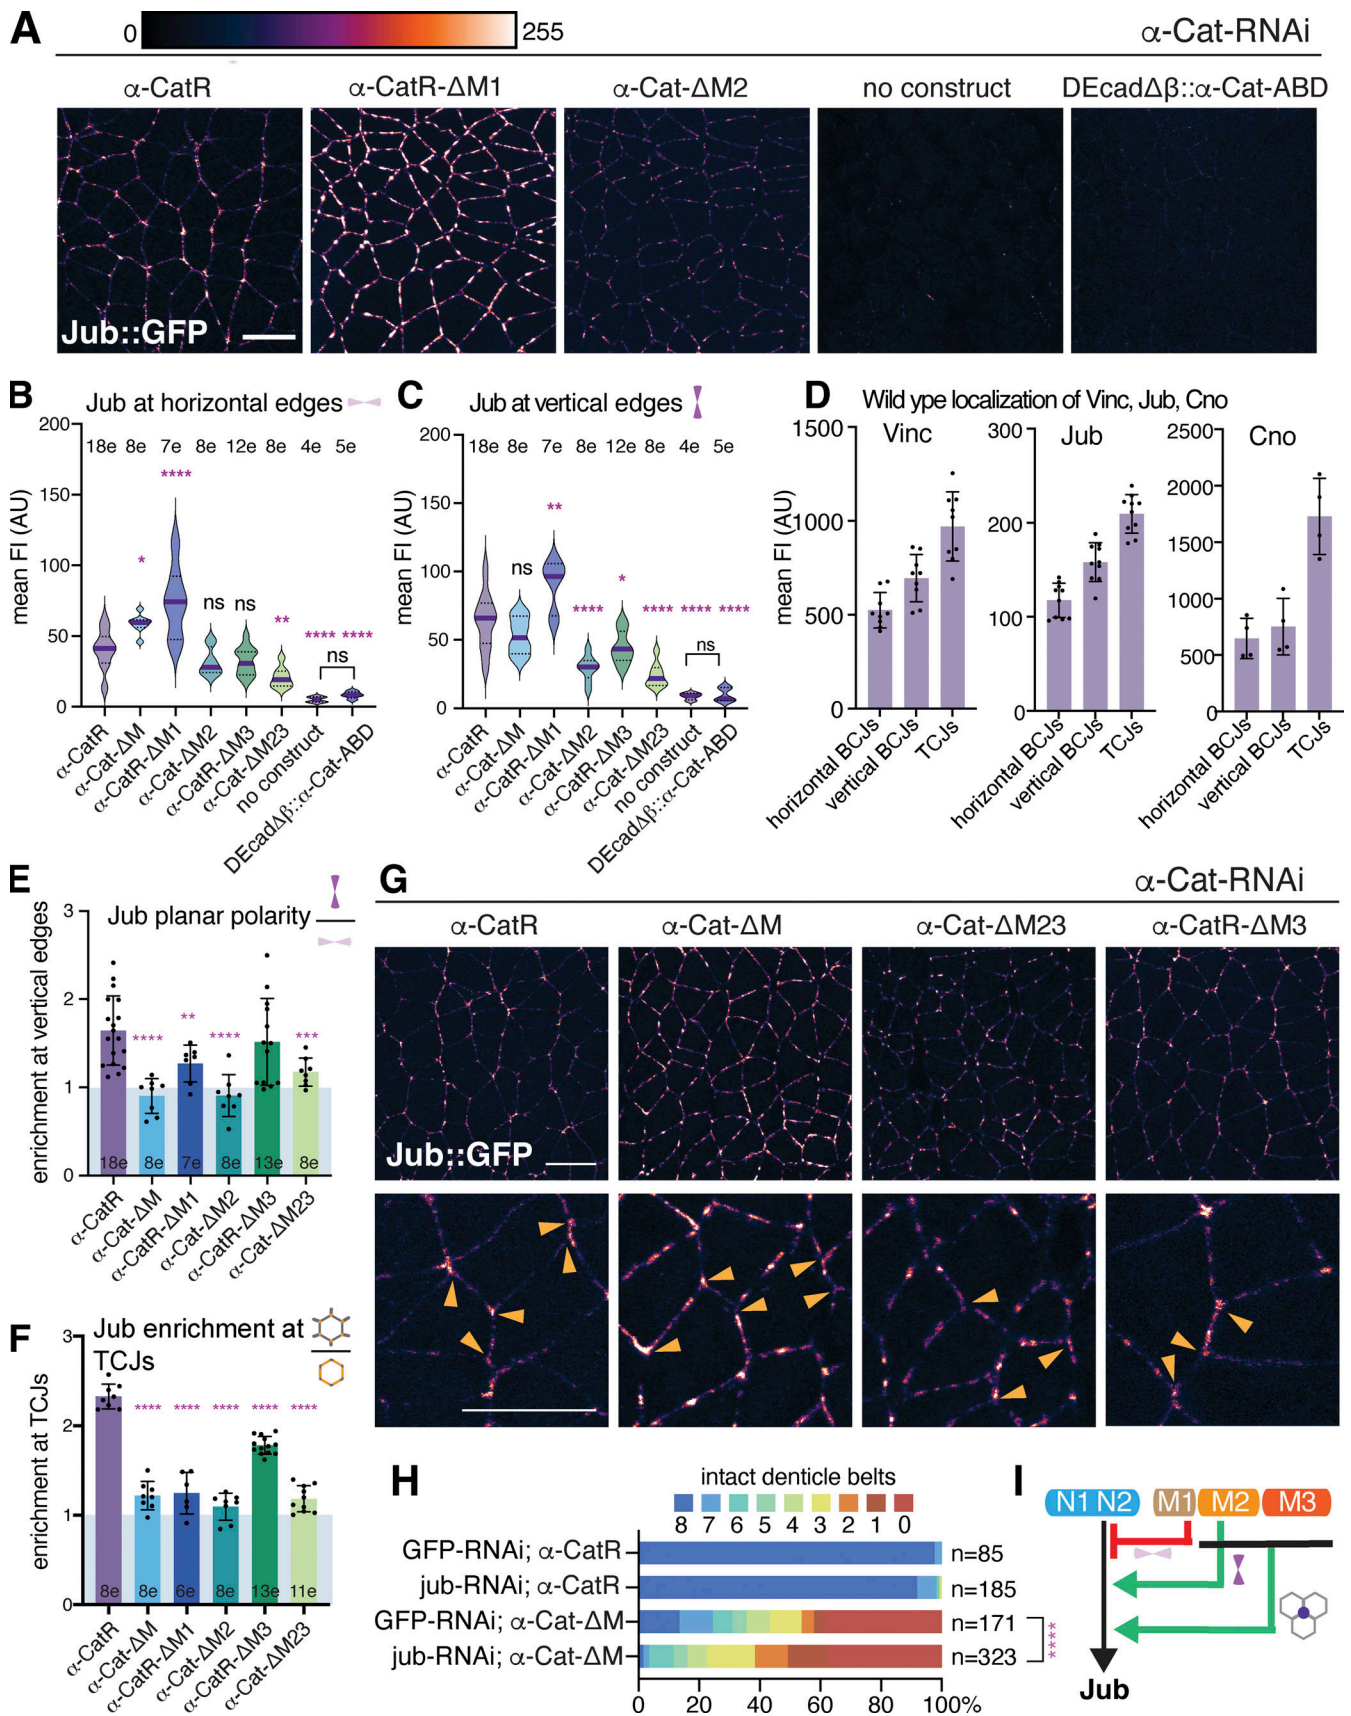 A
0
255
α-Cat-RNAi
α-CatR
α-CatR-ΔM1
α-Cat-ΔM2
no construct
DEcadΔβ::α-Cat-ABD
Jub::GFP
B
Jub at horizontal edges
mean FI (AU)
200
150
100
50
0
18e 8e 7e 8e 12e 8e 4e 5e
* **** ns ns ** **** ****
ns
α-CatR
α-Cat-ΔM
α-CatR-ΔM1
α-Cat-ΔM2
α-CatR-ΔM3
α-Cat-ΔM23
no construct
DEcadΔβ::α-Cat-ABD
C
Jub at vertical edges
mean FI (AU)
200
150
100
50
0
18e 8e 7e 8e 12e 8e 4e 5e
ns ** **** * **** **** ****
ns
α-CatR
α-Cat-ΔM
α-CatR-ΔM1
α-Cat-ΔM2
α-CatR-ΔM3
α-Cat-ΔM23
no construct
DEcadΔβ::α-Cat-ABD
D
Wild ype localization of Vinc, Jub, Cno
mean FI (AU)
Vinc
1500
1000
500
0
horizontal BCJs
vertical BCJs
TCJs
Jub
300
200
100
0
horizontal BCJs
vertical BCJs
TCJs
Cno
2500
2000
1500
1000
500
0
horizontal BCJs
vertical BCJs
TCJs
E
Jub planar polarity
enrichment at vertical edges
3
2
1
0
**** ** **** ***
18e 8e 7e 8e 13e 8e
α-CatR
α-Cat-ΔM
α-CatR-ΔM1
α-Cat-ΔM2
α-CatR-ΔM3
α-Cat-ΔM23
F
Jub enrichment at
TCJs
enrichment at TCJs
3
2
1
0
**** **** **** **** ****
8e 8e 6e 8e 13e 11e
α-CatR
α-Cat-ΔM
α-CatR-ΔM1
α-Cat-ΔM2
α-CatR-ΔM3
α-Cat-ΔM23
G
α-Cat-RNAi
α-CatR
α-Cat-ΔM
α-Cat-ΔM23
α-CatR-ΔM3
Jub::GFP
H
intact denticle belts
8 7 6 5 4 3 2 1 0
GFP-RNAi; α-CatR
n=85
jub-RNAi; α-CatR
n=185
GFP-RNAi; α-Cat-ΔM
n=171
jub-RNAi; α-Cat-ΔM
n=323
****
0 20 40 60 80 100%
I
N1 N2 M1 M2 M3
Jub